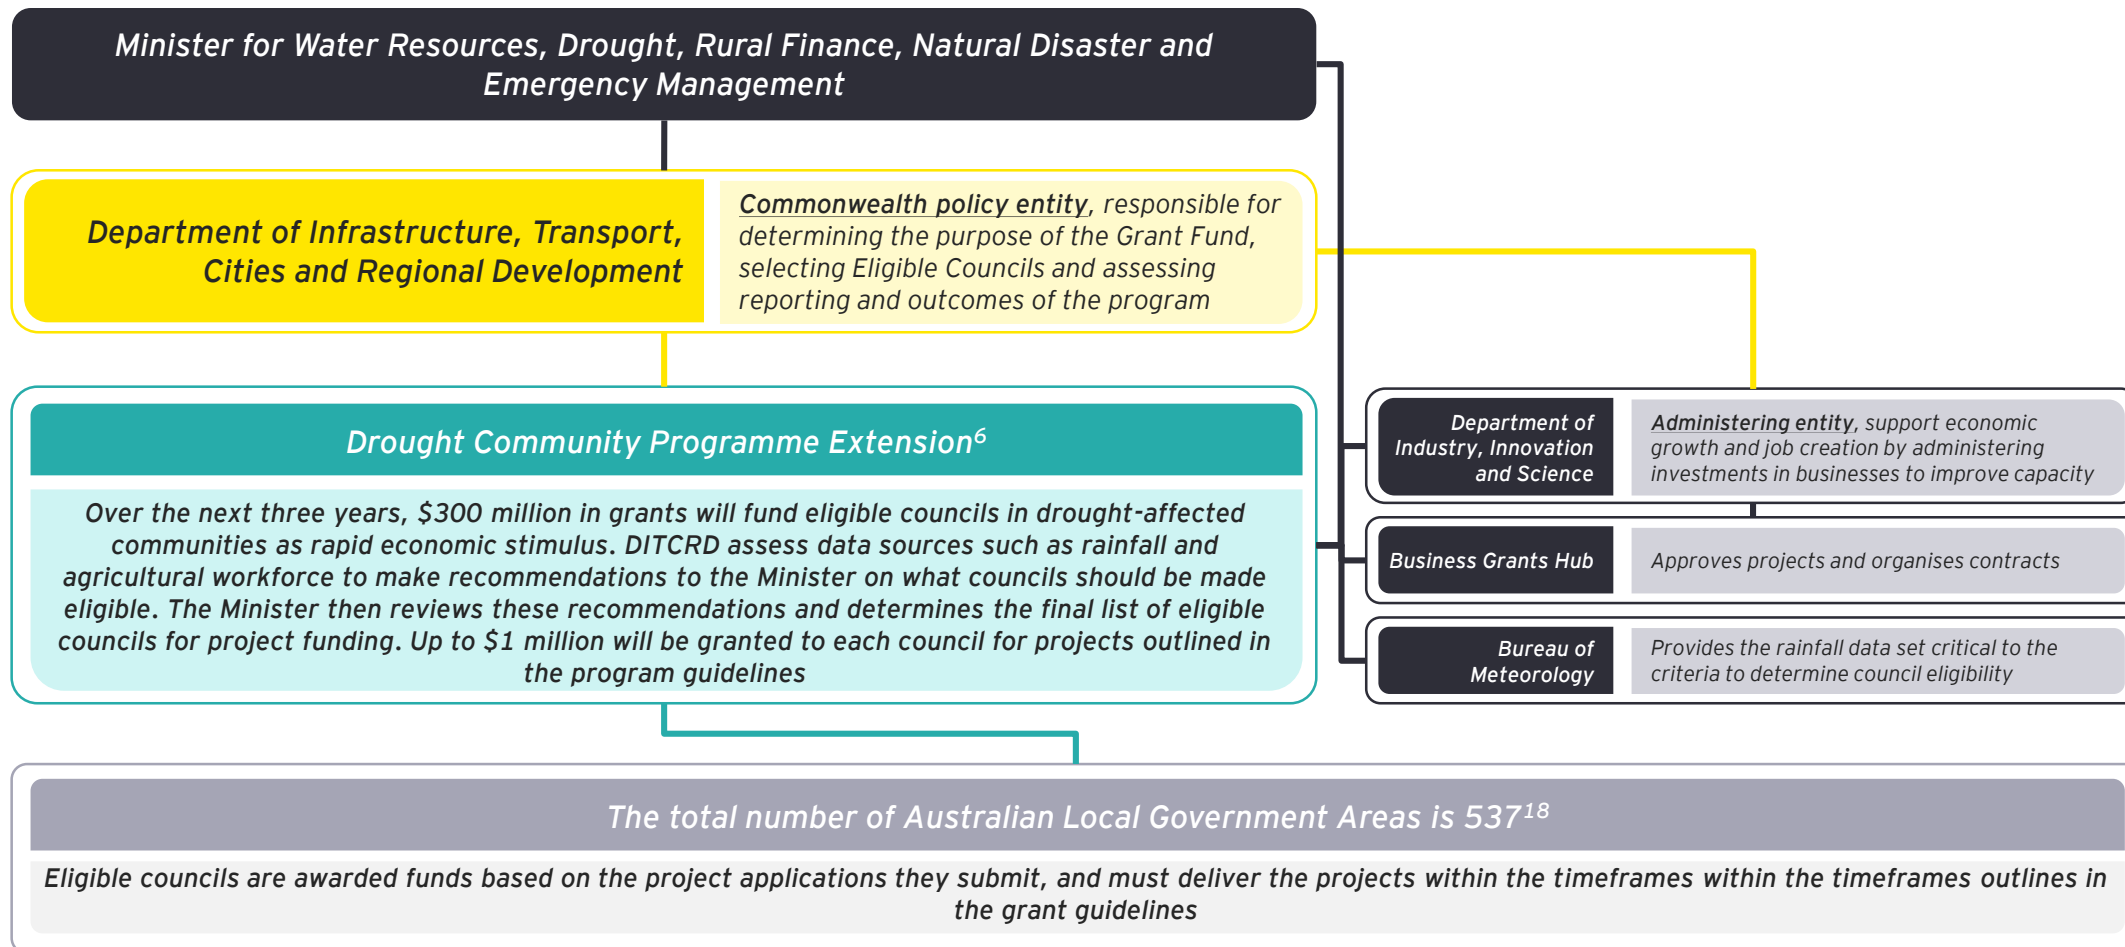 Minister for Water Resources, Drought, Rural Finance, Natural Disaster and
Emergency Management
Department of Infrastructure, Transport,
Cities and Regional Development
Commonwealth policy entity, responsible for
determining the purpose of the Grant Fund,
selecting Eligible Councils and assessing
reporting and outcomes of the program
Drought Community Programme Extension⁶
Over the next three years, $300 million in grants will fund eligible councils in drought-affected
communities as rapid economic stimulus. DITCRD assess data sources such as rainfall and
agricultural workforce to make recommendations to the Minister on what councils should be made
eligible. The Minister then reviews these recommendations and determines the final list of eligible
councils for project funding. Up to $1 million will be granted to each council for projects outlined in
the program guidelines
Department of
Industry, Innovation
and Science
Administering entity, support economic
growth and job creation by administering
investments in businesses to improve capacity
Business Grants Hub
Approves projects and organises contracts
Bureau of
Meteorology
Provides the rainfall data set critical to the
criteria to determine council eligibility
The total number of Australian Local Government Areas is 537¹⁸
Eligible councils are awarded funds based on the project applications they submit, and must deliver the projects within the timeframes within the timeframes outlines in
the grant guidelines